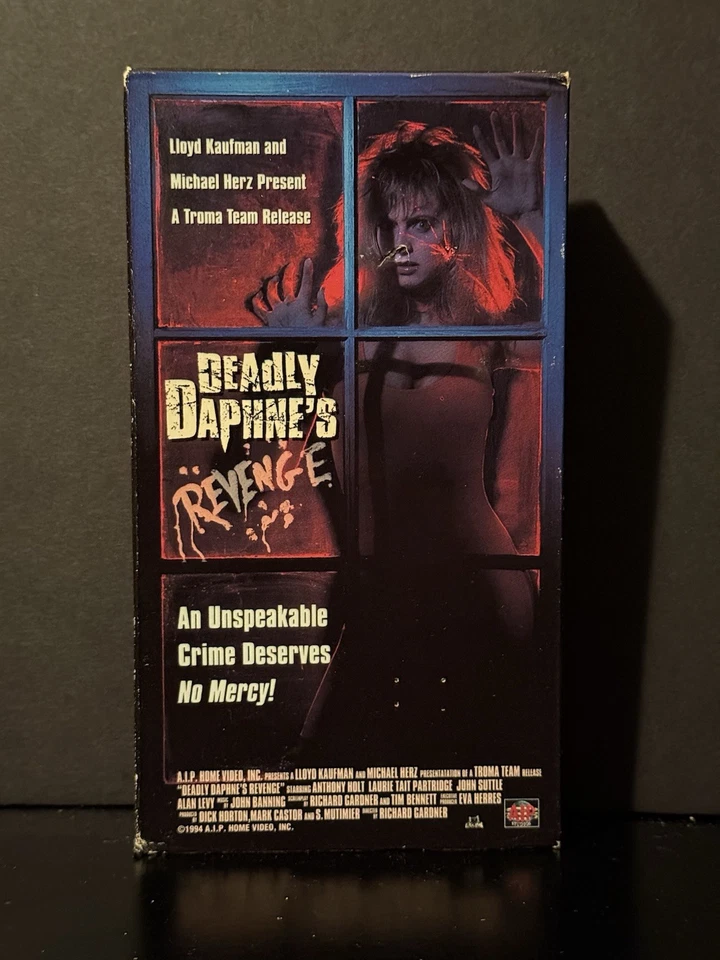 Lloyd Kaufman and
Michael Herz Present
A Troma Team Release
DEAdLY
DAPHNE'S
REVENGE
An Unspeakable
Crime Deserves
No Mercy!
A.I.P. HOME VIDEO, INC. PRESENTS A LLOYD KAUFMAN AND MICHAEL HERZ PRESENTATATION OF A TROMA TEAM RELEASE
"DEADLY DAPHNE'S REVENGE" STARRING ANTHONY HOLT LAURIE TAIT PARTRIDGE JOHN SUTTLE
ALAN LEVY MUSIC BY JOHN BANNING SCREENPLAY BY RICHARD GARDNER AND TIM BENNETT EVA HERRES
PRODUCED BY DICK HORTON, MARK CASTOR AND S. MUTIMIER DIRECTED BY RICHARD GARDNER
©1994 A.I.P. HOME VIDEO, INC.
A.I.P.